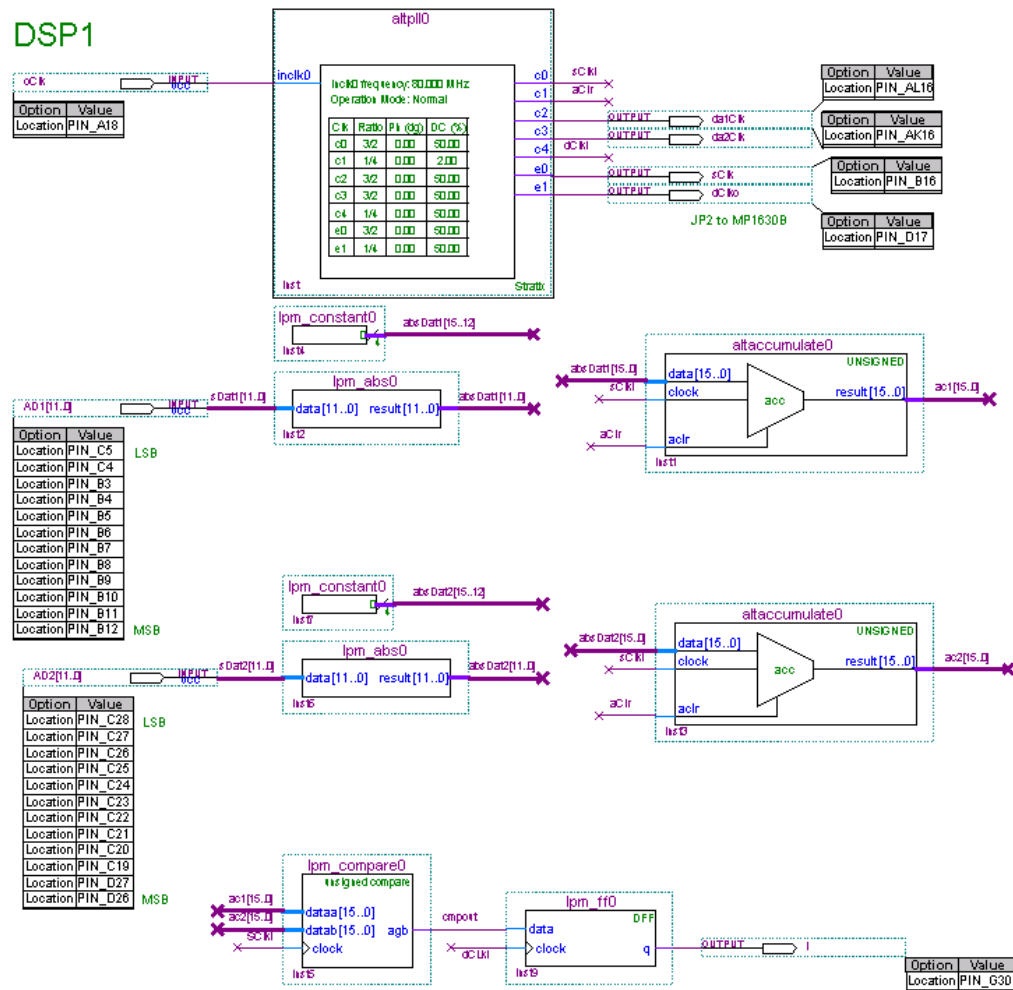 DSP1
altpll0
oClk
INPUT
VCC
Option Value
Location PIN_A18
inclk0
Inclk0 frequency: 80.000 MHz
Operation Mode: Normal
Clk Ratio Ph (dg) DC (%)
c0 3/2 0.00 50.00
c1 1/4 0.00 2.00
c2 3/2 0.00 50.00
c3 3/2 0.00 50.00
c4 1/4 0.00 50.00
e0 3/2 0.00 50.00
e1 1/4 0.00 50.00
c0
c1
c2
c3
c4
e0
e1
inst
Stratix
sClkI
aClr
OUTPUT da1Clk
OUTPUT da2Clk
dClkI
OUTPUT sClk
OUTPUT dClko
JP2 to MP1630B
Option Value
Location PIN_AL16
Option Value
Location PIN_AK16
Option Value
Location PIN_B16
Option Value
Location PIN_D17
lpm_constant0
inst4
absDat1[15..12]
AD1[11..0]
INPUT
VCC
sDat1[11..0]
lpm_abs0
data[11..0] result[11..0]
inst2
absDat1[11..0]
altaccumulate0
UNSIGNED
absDat1[15..0]
sClkI
aClr
data[15..0]
clock
aclr
acc
result[15..0]
inst1
ac1[15..0]
Option Value
Location PIN_C5 LSB
Location PIN_C4
Location PIN_B3
Location PIN_B4
Location PIN_B5
Location PIN_B6
Location PIN_B7
Location PIN_B8
Location PIN_B9
Location PIN_B10
Location PIN_B11
Location PIN_B12 MSB
lpm_constant0
inst7
absDat2[15..12]
AD2[11..0]
INPUT
VCC
sDat2[11..0]
lpm_abs0
data[11..0] result[11..0]
inst6
absDat2[11..0]
altaccumulate0
UNSIGNED
absDat2[15..0]
sClkI
aClr
data[15..0]
clock
aclr
acc
result[15..0]
inst3
ac2[15..0]
Option Value
Location PIN_C28 LSB
Location PIN_C27
Location PIN_C26
Location PIN_C25
Location PIN_C24
Location PIN_C23
Location PIN_C22
Location PIN_C21
Location PIN_C20
Location PIN_C19
Location PIN_D27
Location PIN_D26 MSB
lpm_compare0
unsigned compare
ac1[15..0]
ac2[15..0]
SClkI
dataa[15..0]
datab[15..0] agb
clock
inst5
cmpout
dCLkI
lpm_ff0
DFF
data
clock q
inst9
OUTPUT
Option Value
Location PIN_G30